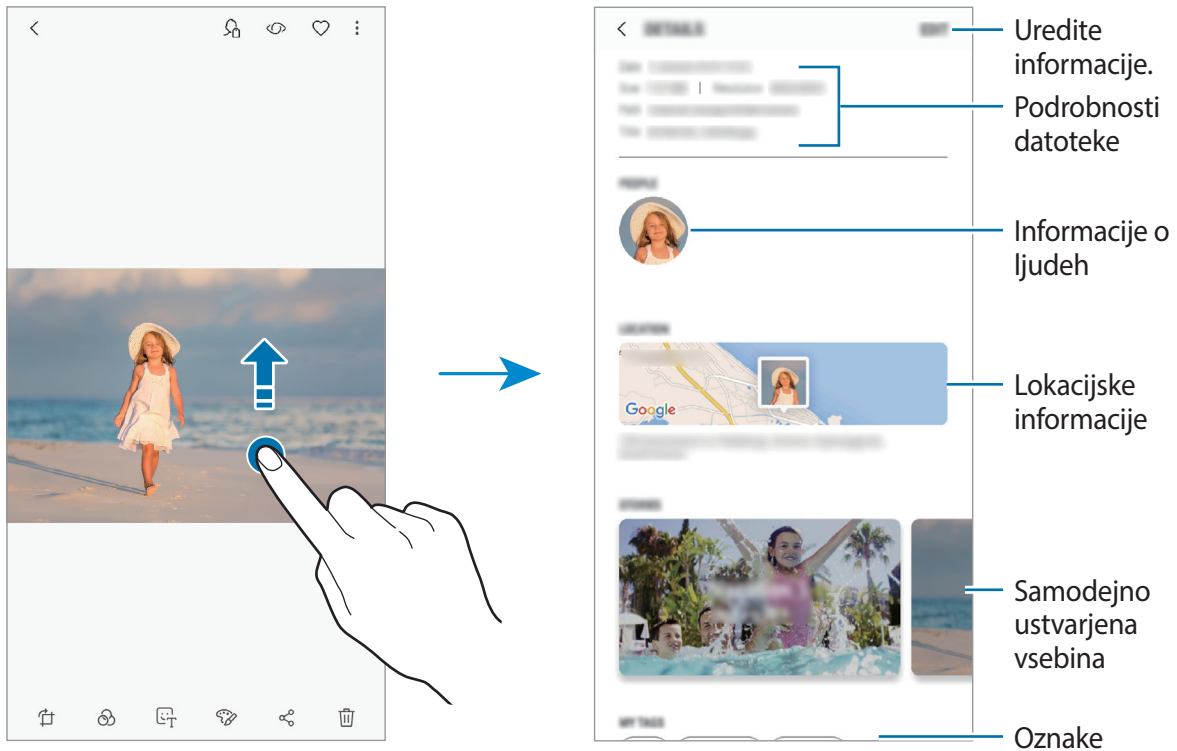 DETAILS
EDIT
Uredite
informacije.
Podrobnosti
datoteke
PEOPLE
Informacije o
ljudeh
LOCATION
Google
Lokacijske
informacije
STORIES
Samodejno
ustvarjena
vsebina
MY TAGS
Oznake